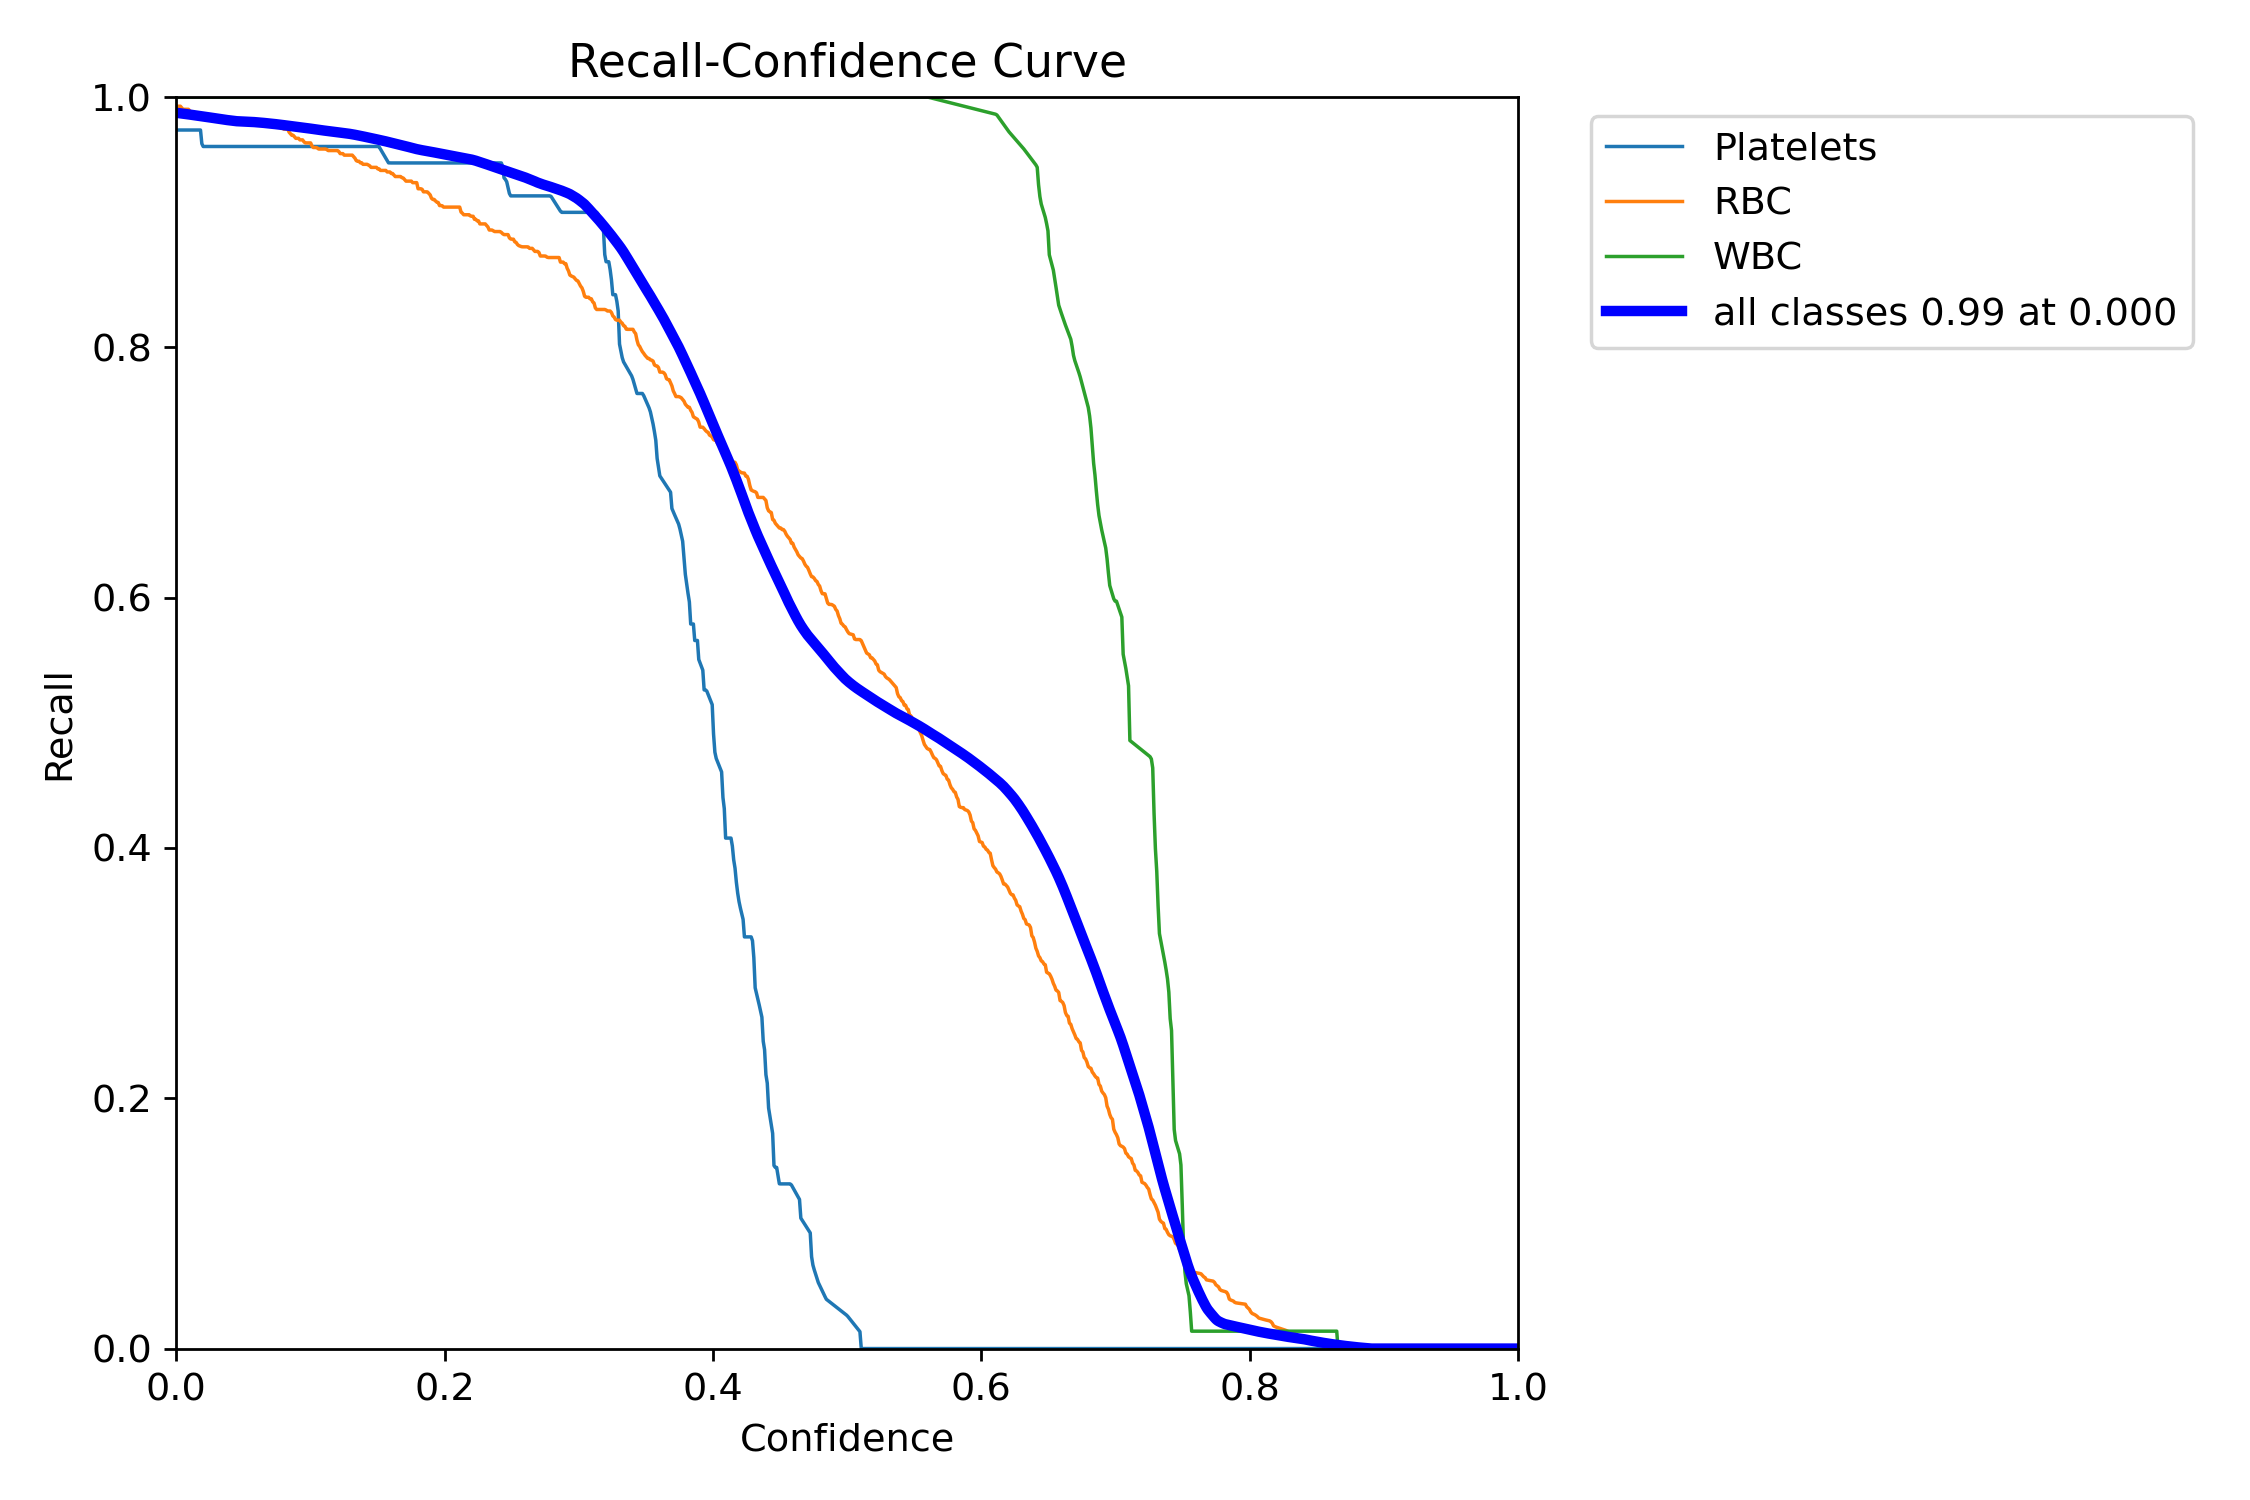 Recall-Confidence Curve
1.0
0.8
0.6
0.4
0.2
0.0
Recall
0.0 0.2 0.4 0.6 0.8 1.0
Confidence
Platelets
RBC
WBC
all classes 0.99 at 0.000